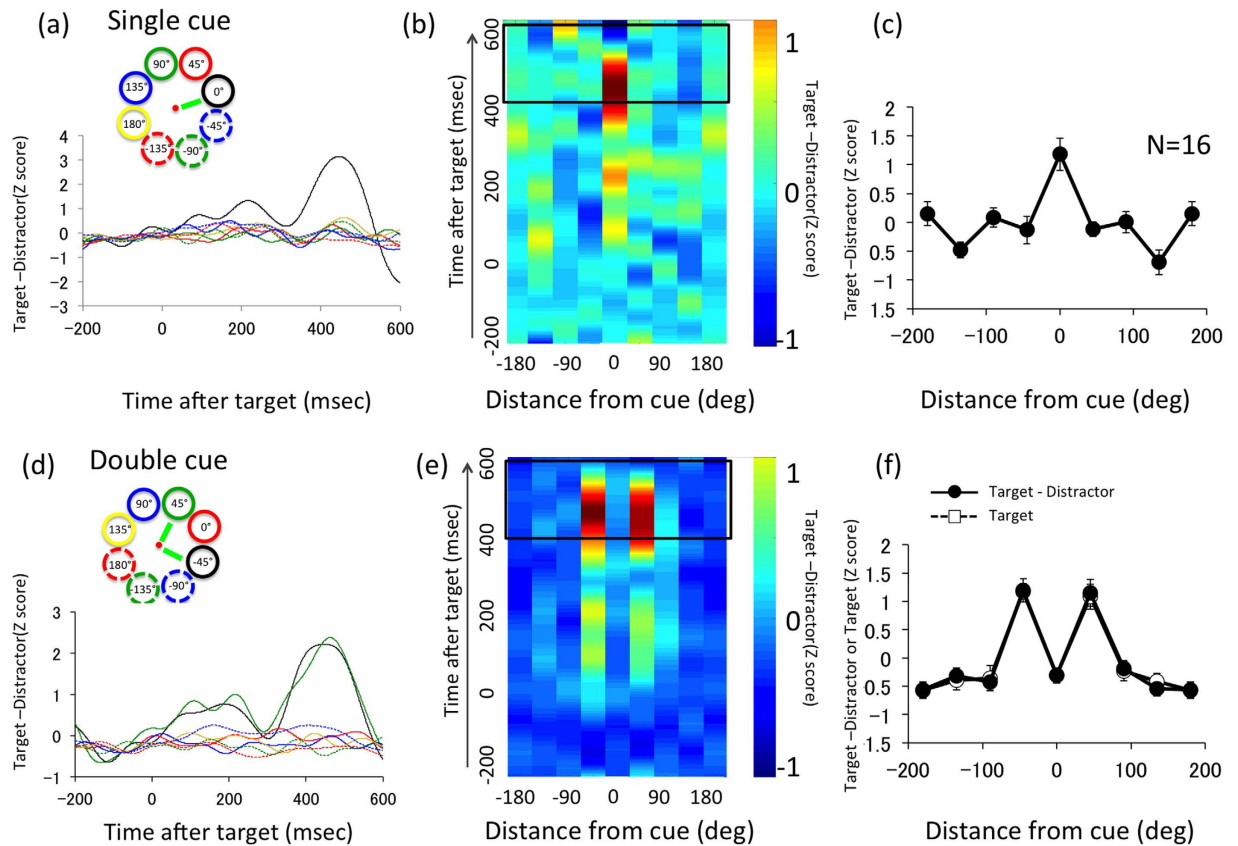 (a) Single cue
90° 45°
135° 0°
180° -45°
-135° -90°
Target –Distractor(Z score)
4
3
2
1
0
−1
−2
−3
−200 0 200 400 600
Time after target (msec)
(b)
Time after target (msec)
600
400
200
0
-200
-180 -90 0 90 180
Distance from cue (deg)
1
0
-1
Target –Distractor(Z score)
(c)
N=16
Target –Distractor (Z score)
2
1.5
1
0.5
0
0.5
1
1.5
−200 −100 0 100 200
Distance from cue (deg)
(d) Double cue
90° 45°
135° 0°
180° -45°
-135° -90°
Target –Distractor(Z score)
3
2
1
0
−1
−200 0 200 400 600
Time after target (msec)
(e)
Time after target (msec)
600
400
200
0
-200
-180 -90 0 90 180
Distance from cue (deg)
1
0
-1
Target –Distractor(Z score)
(f)
Target - Distractor
Target
Target –Distractor or Target (Z score)
2
1.5
1
0.5
0
0.5
−1
1.5
−180 −100 0 100 200
Distance from cue (deg)